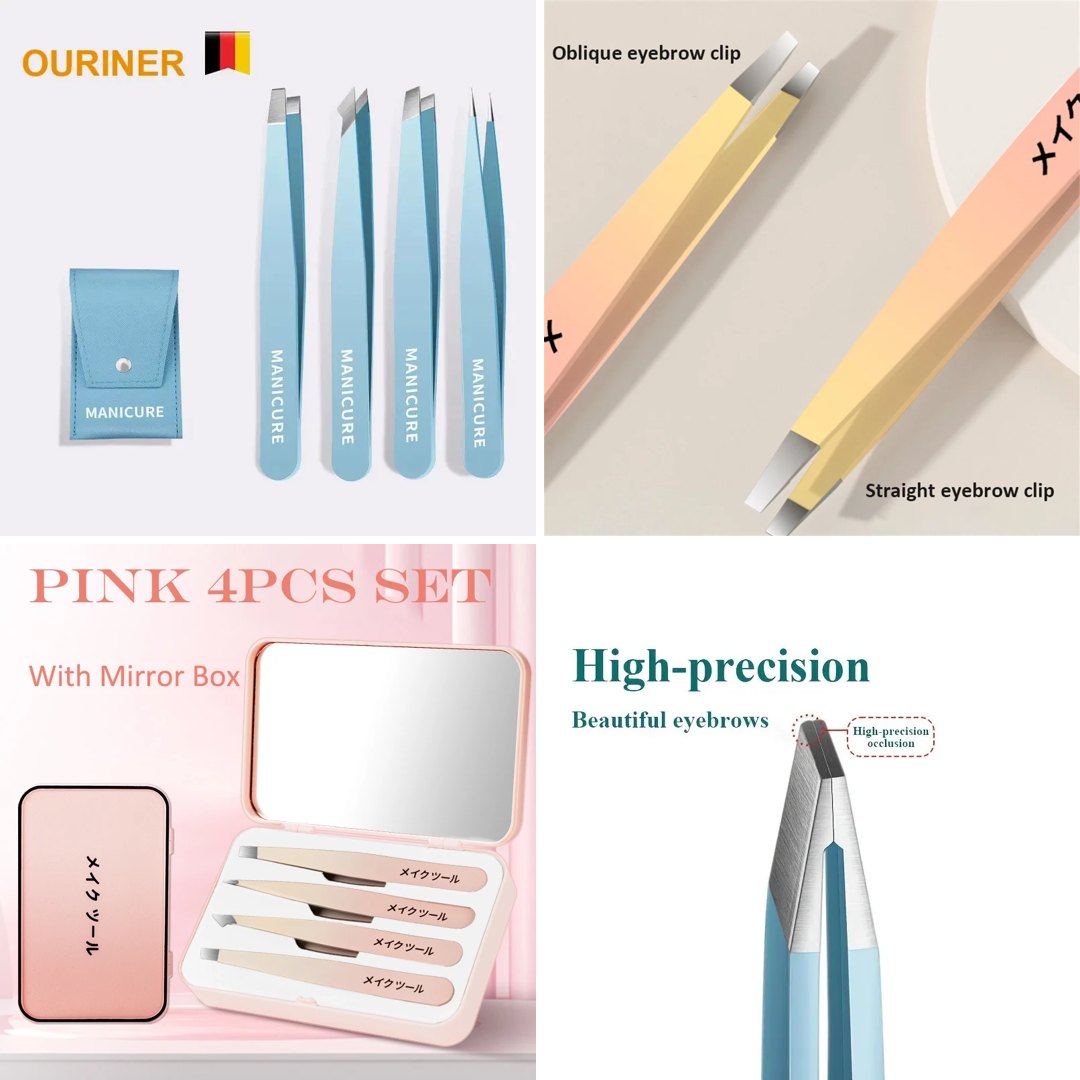 OURINER
MANICURE
MANICURE
MANICURE
MANICURE
MANICURE
Oblique eyebrow clip
メイク
メ
Straight eyebrow clip
PINK 4PCS SET
With Mirror Box
メイクツール
メイクツール
メイクツール
メイクツール
メイクツール
High-precision
Beautiful eyebrows
High-precision
occlusion